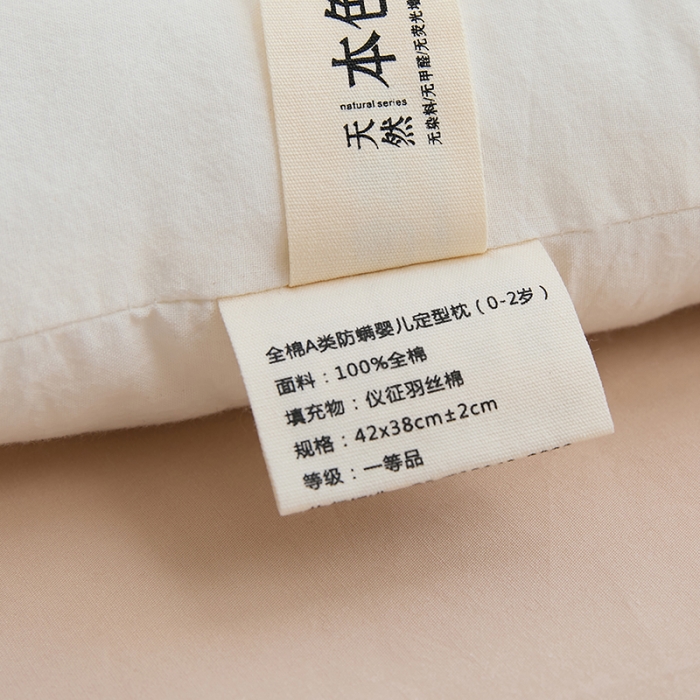 天然
本色
natural series
无染料/无甲醛/无荧光增
全棉A类防螨婴儿定型枕（0-2岁）
面料：100%全棉
填充物：仪征羽丝棉
规格：42x38cm±2cm
等级：一等品